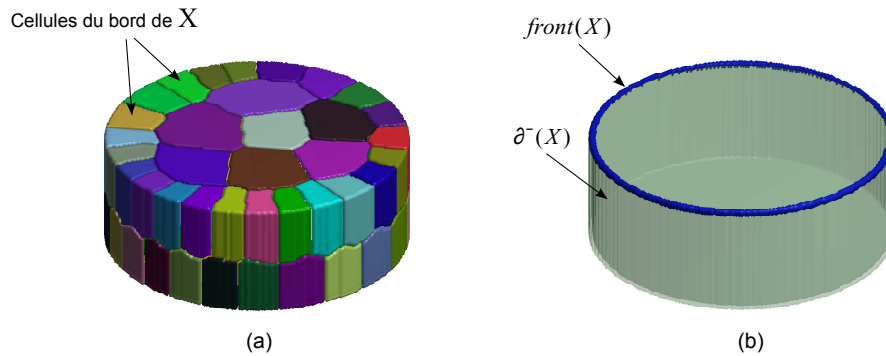 Cellules du bord de X
front(X)
∂⁻(X)
(a)
(b)